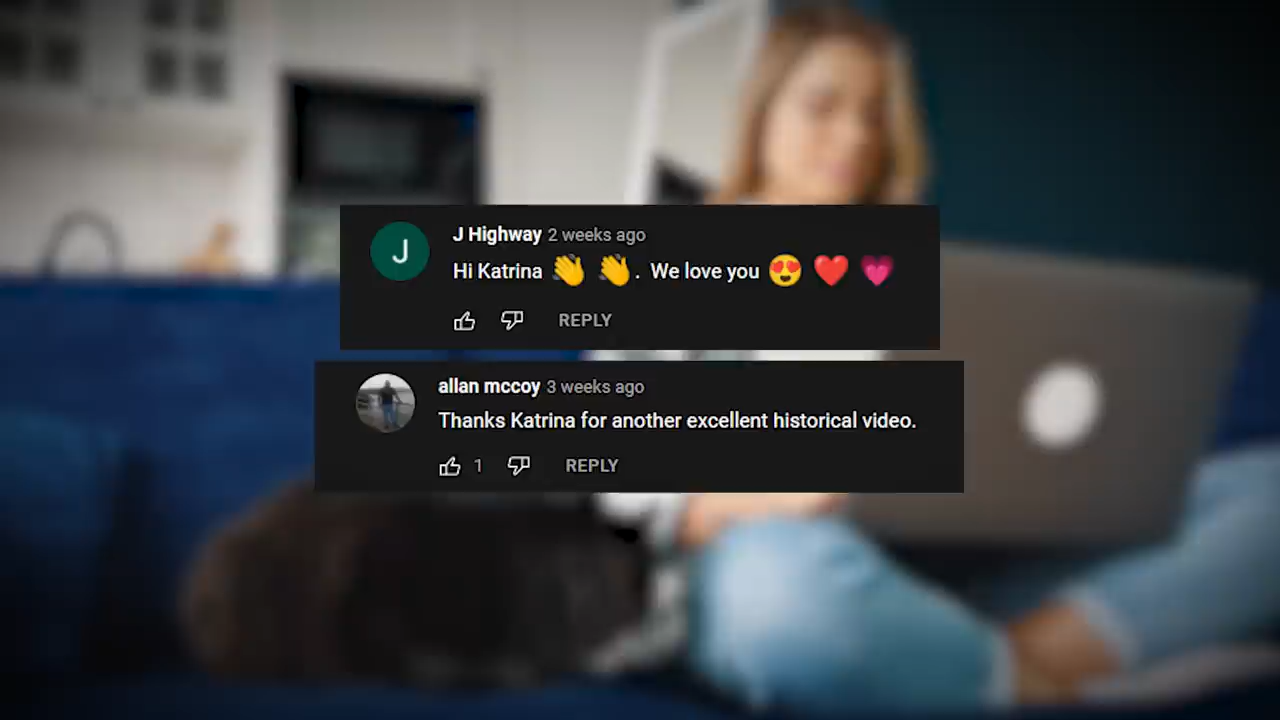 J
J Highway 2 weeks ago
Hi Katrina 👋 👋. We love you 😍 ❤️ 💗
REPLY
allan mccoy 3 weeks ago
Thanks Katrina for another excellent historical video.
1 REPLY